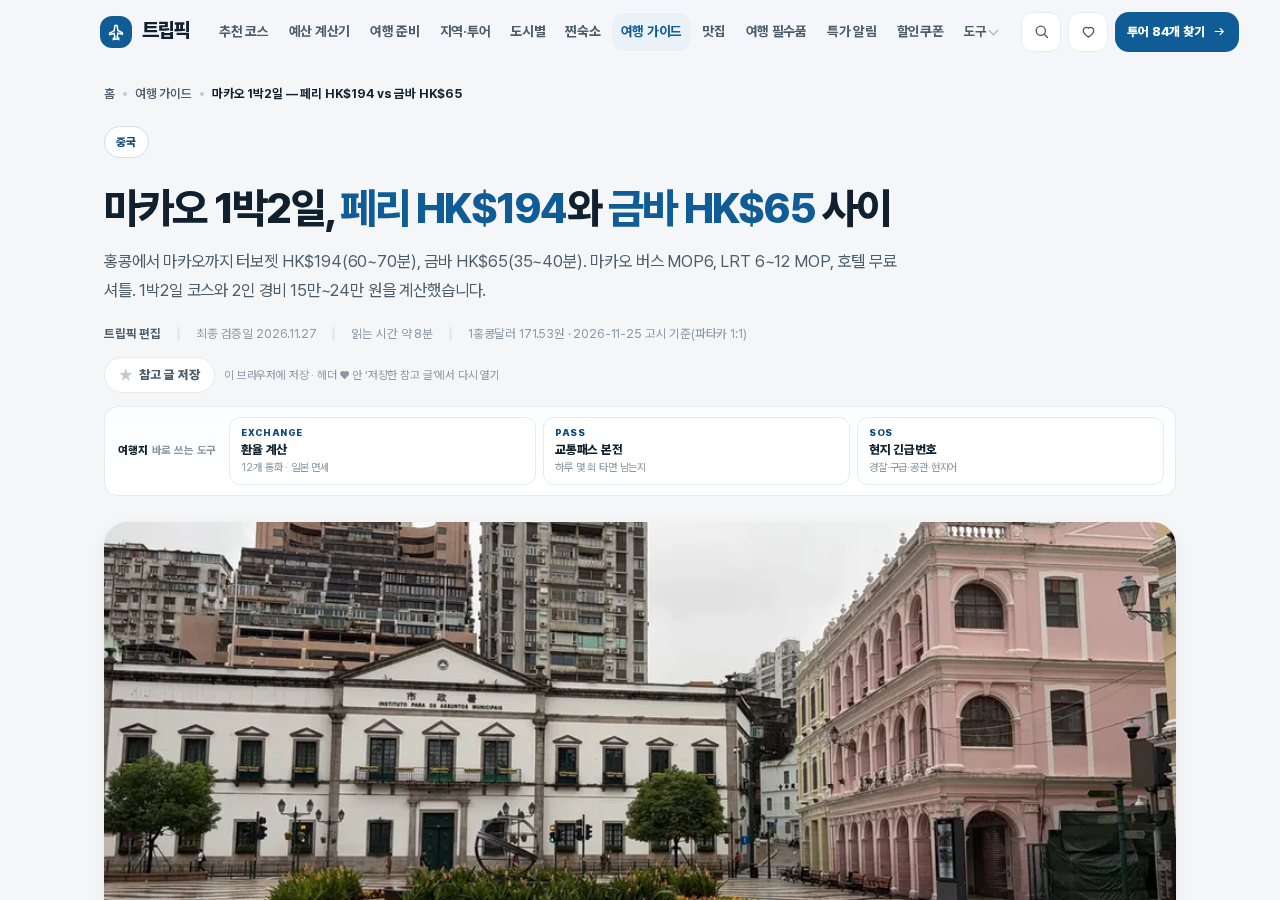 트립픽
추천 코스
예산 계산기
여행 준비
지역·투어
도시별
찐숙소
여행 가이드
맛집
여행 필수품
특가 알림
할인쿠폰
도구
투어 84개 찾기 →
홈 • 여행 가이드 • 마카오 1박2일 — 페리 HK$194 vs 금바 HK$65
중국
마카오 1박2일, 페리 HK$194와 금바 HK$65 사이
홍콩에서 마카오까지 터보젯 HK$194(60~70분), 금바 HK$65(35~40분). 마카오 버스 MOP6, LRT 6~12 MOP, 호텔 무료
셔틀. 1박2일 코스와 2인 경비 15만~24만 원을 계산했습니다.
트립픽 편집 | 최종 검증일 2026.11.27 | 읽는 시간 약 8분 | 1홍콩달러 171.53원 · 2026-11-25 고시 기준(파타카 1:1)
★ 참고 글 저장
이 브라우저에 저장 · 헤더 ♥ 안 '저장한 참고 글'에서 다시 열기
여행지 바로 쓰는 도구
EXCHANGE
환율 계산
12개 통화 · 일본 면세
PASS
교통패스 본전
하루 몇 회 타면 남는지
SOS
현지 긴급번호
경찰·구급·공관·현지어
市 政 署
INSTITUTO PARA OS ASSUNTOS MUNICIPAIS